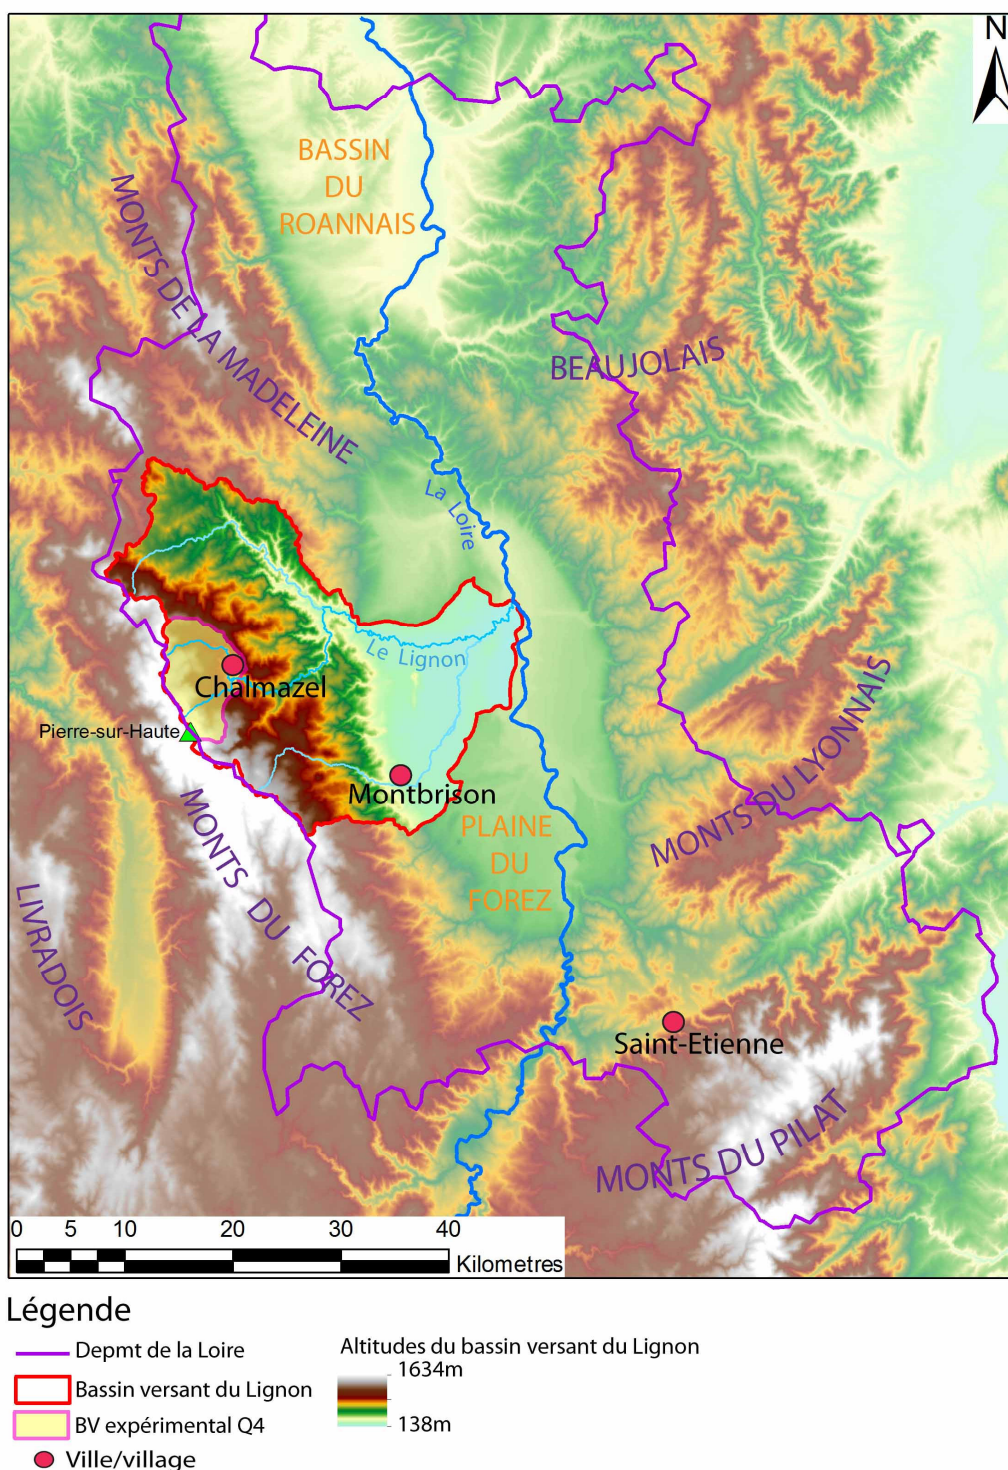 N
BASSIN
DU
ROANNAIS
MONTS DE LA MADELEINE
BEAUJOLAIS
La Loire
Le Lignon
Chalmazel
Pierre-sur-Haute
Montbrison
MONTS DU LYONNAIS
PLAINE
DU
FOREZ
MONTS DU FOREZ
LIVRADOIS
Saint-Etienne
MONTS DU PILAT
0 5 10 20 30 40
Kilometres
Légende
Depmt de la Loire
Bassin versant du Lignon
BV expérimental Q4
Ville/village
Altitudes du bassin versant du Lignon
1634m
138m